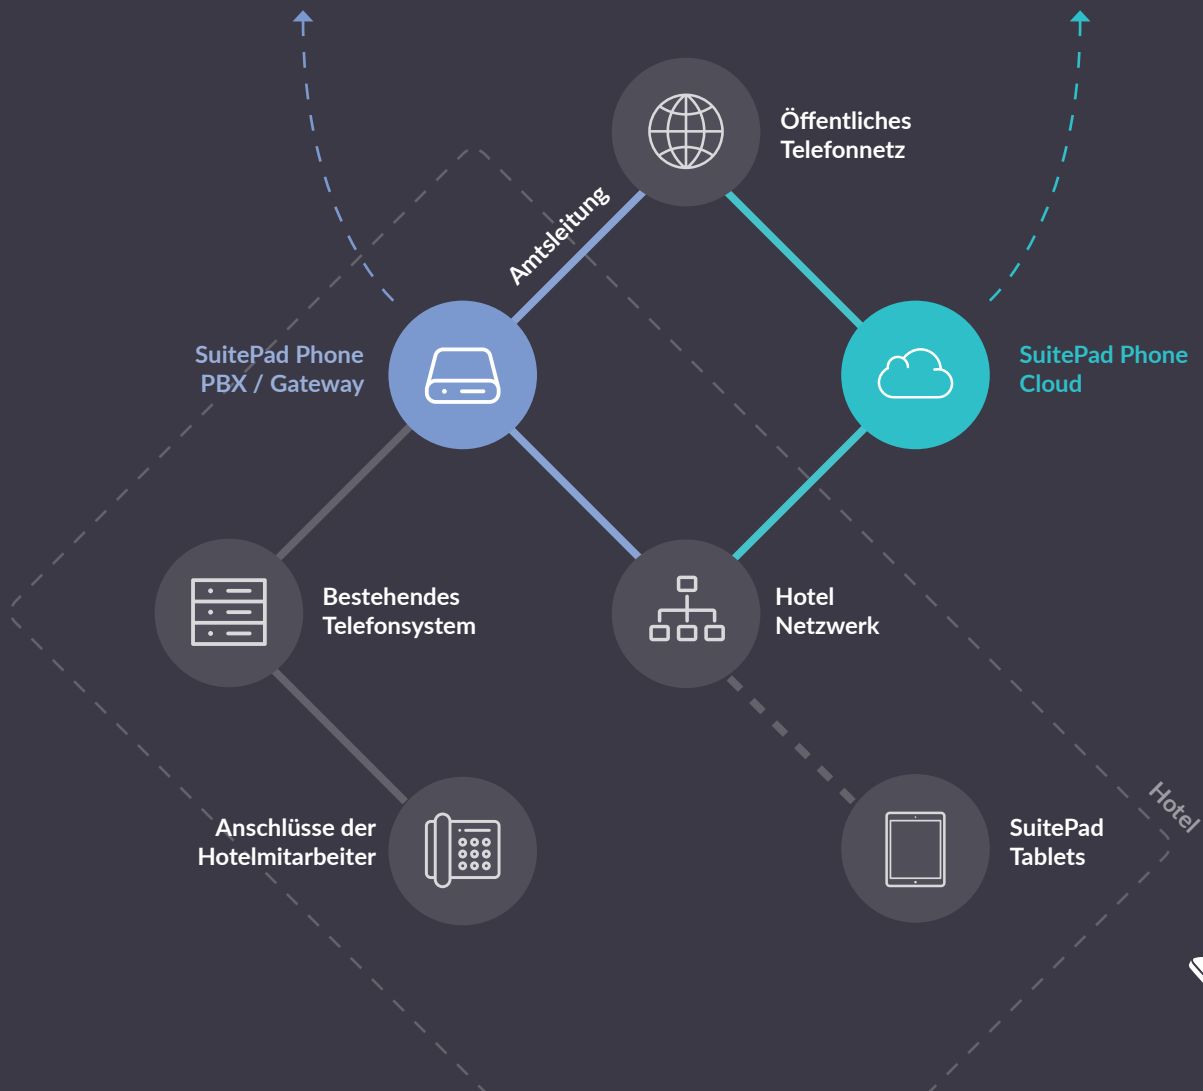 Öffentliches
Telefonnetz
Amtsleitung
SuitePad Phone
PBX / Gateway
SuitePad Phone
Cloud
Bestehendes
Telefonsystem
Hotel
Netzwerk
Hotel
Anschlüsse der
Hotelmitarbeiter
SuitePad
Tablets